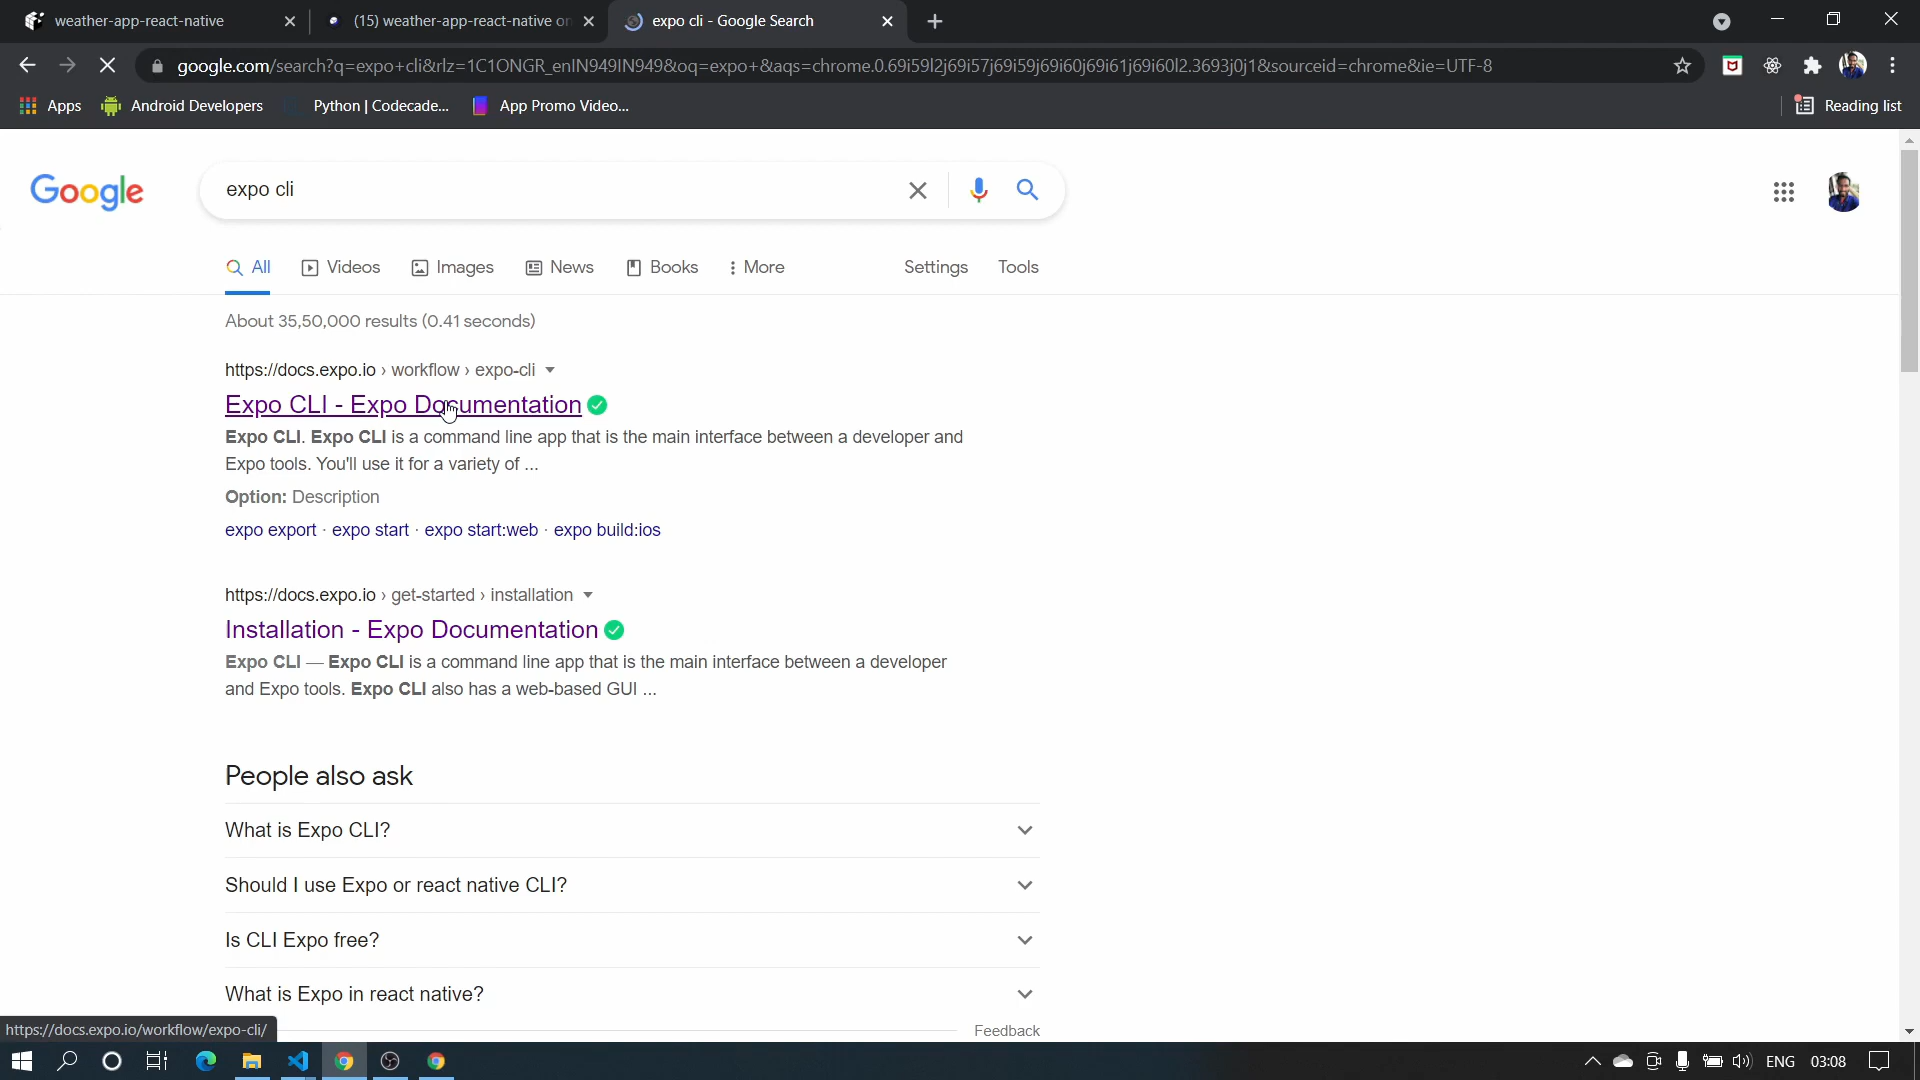 weather-app-react-native
(15) weather-app-react-native on
expo cli - Google Search
google.com/search?q=expo+cli&rlz=1C1ONGR_enIN949IN949&oq=expo+&aqs=chrome.0.69i59l2j69i57j69i59j69i60j69i61j69i60l2.3693j0j1&sourceid=chrome&ie=UTF-8
Apps
Android Developers
Python | Codecade...
App Promo Video...
Reading list
Google
expo cli
All
Videos
Images
News
Books
More
Settings
Tools
About 35,50,000 results (0.41 seconds)
https://docs.expo.io › workflow › expo-cli
Expo CLI - Expo Documentation
Expo CLI. Expo CLI is a command line app that is the main interface between a developer and
Expo tools. You'll use it for a variety of ...
Option: Description
expo export · expo start · expo start:web · expo build:ios
https://docs.expo.io › get-started › installation
Installation - Expo Documentation
Expo CLI — Expo CLI is a command line app that is the main interface between a developer
and Expo tools. Expo CLI also has a web-based GUI ...
People also ask
What is Expo CLI?
Should I use Expo or react native CLI?
Is CLI Expo free?
What is Expo in react native?
Feedback
https://docs.expo.io/workflow/expo-cli/
ENG
03:08